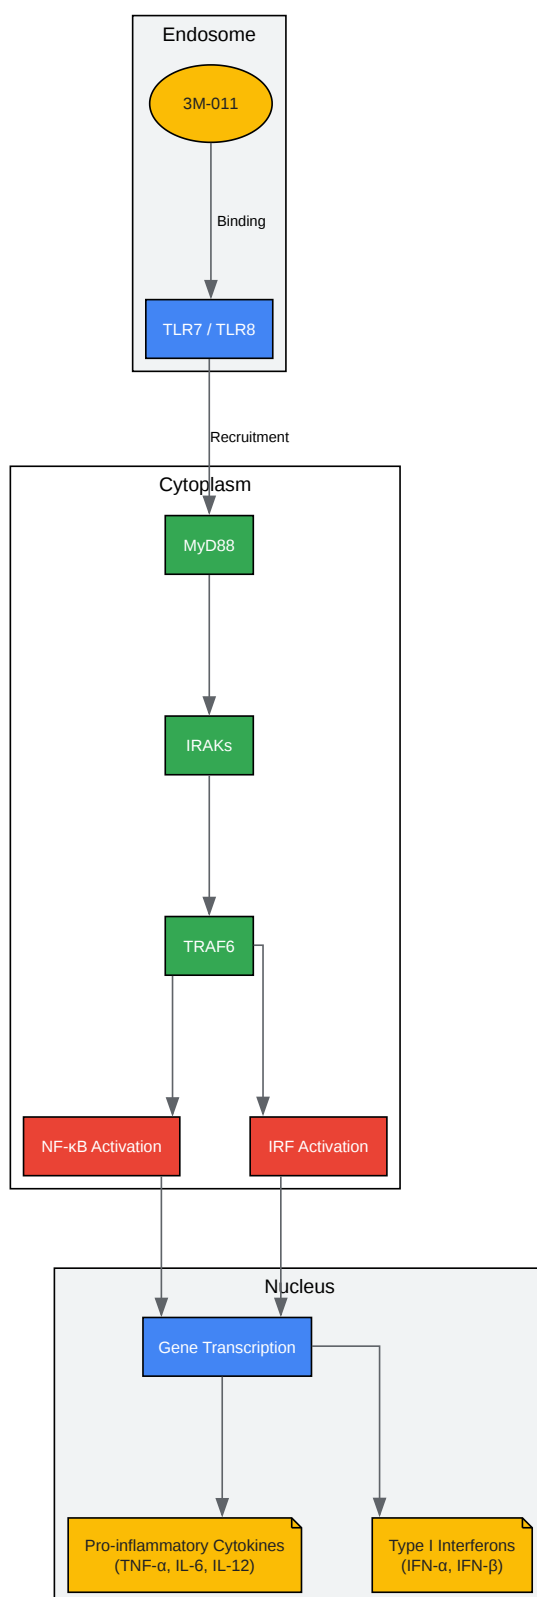 Endosome
3M-011
Binding
TLR7 / TLR8
Recruitment
Cytoplasm
MyD88
IRAKs
TRAF6
NF-κB Activation
IRF Activation
Nucleus
Gene Transcription
Pro-inflammatory Cytokines
(TNF-α, IL-6, IL-12)
Type I Interferons
(IFN-α, IFN-β)